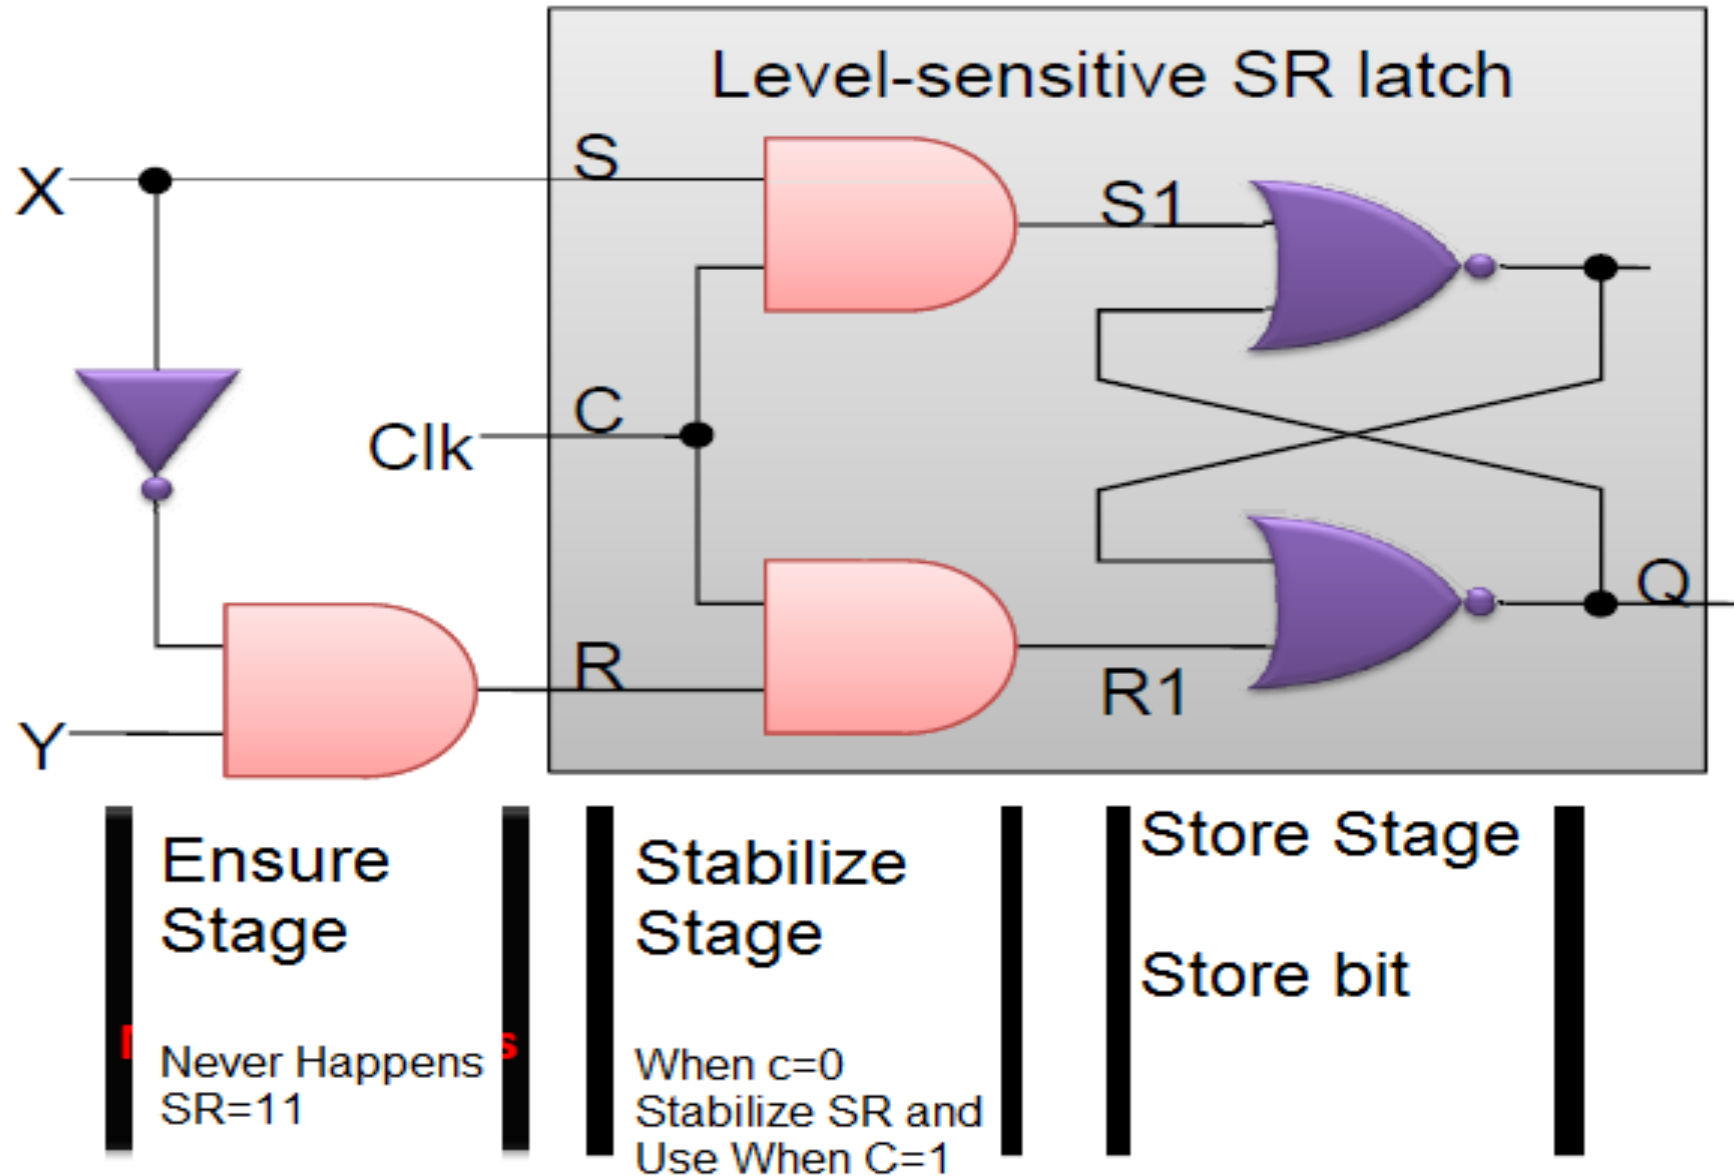 Level-sensitive SR latch
X
S
S1
Clk
C
Q
R
R1
Y
Ensure
Stage
Never Happens
SR=11
s
Stabilize
Stage
When c=0
Stabilize SR and
Use When C=1
Store Stage
Store bit